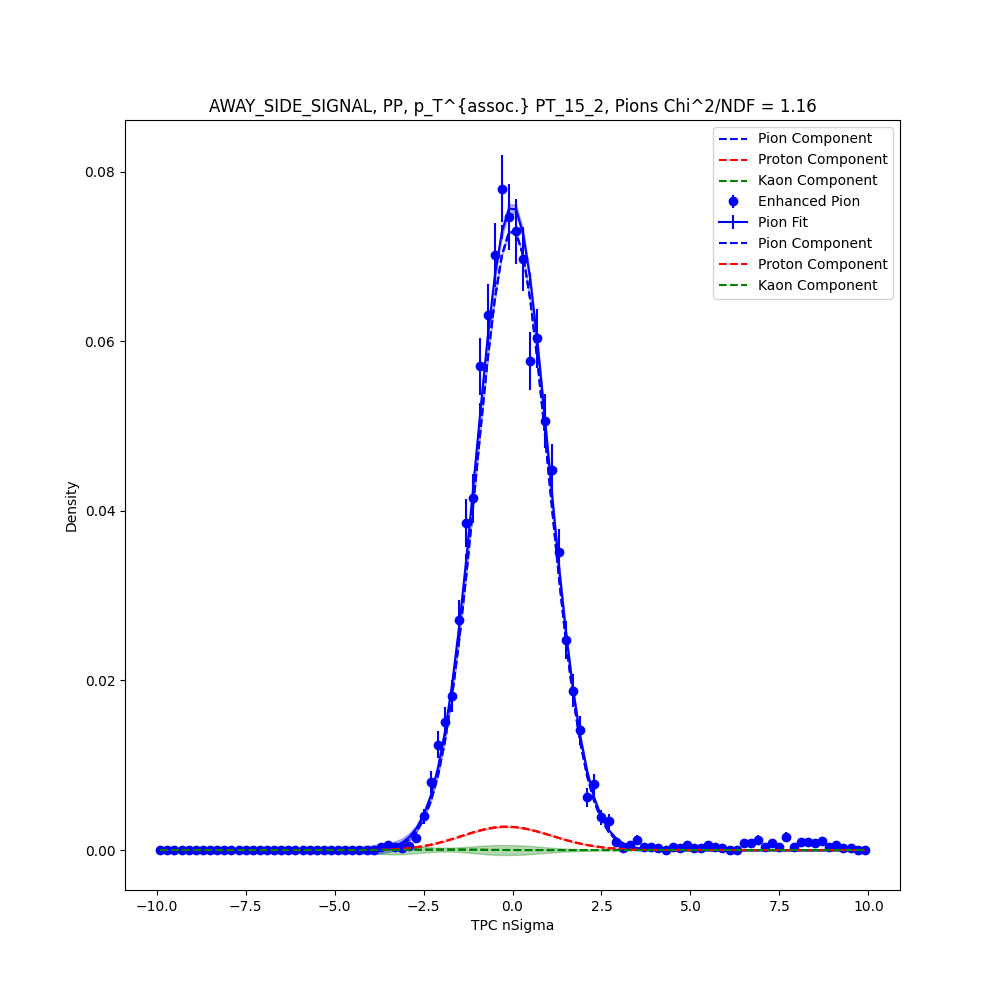 AWAY_SIDE_SIGNAL, PP, p_T^{assoc.} PT_15_2, Pions Chi^2/NDF = 1.16
Pion Component
Proton Component
Kaon Component
Enhanced Pion
Pion Fit
Pion Component
Proton Component
Kaon Component
0.08
0.06
0.04
0.02
0.00
Density
−10.0 −7.5 −5.0 −2.5 0.0 2.5 5.0 7.5 10.0
TPC nSigma